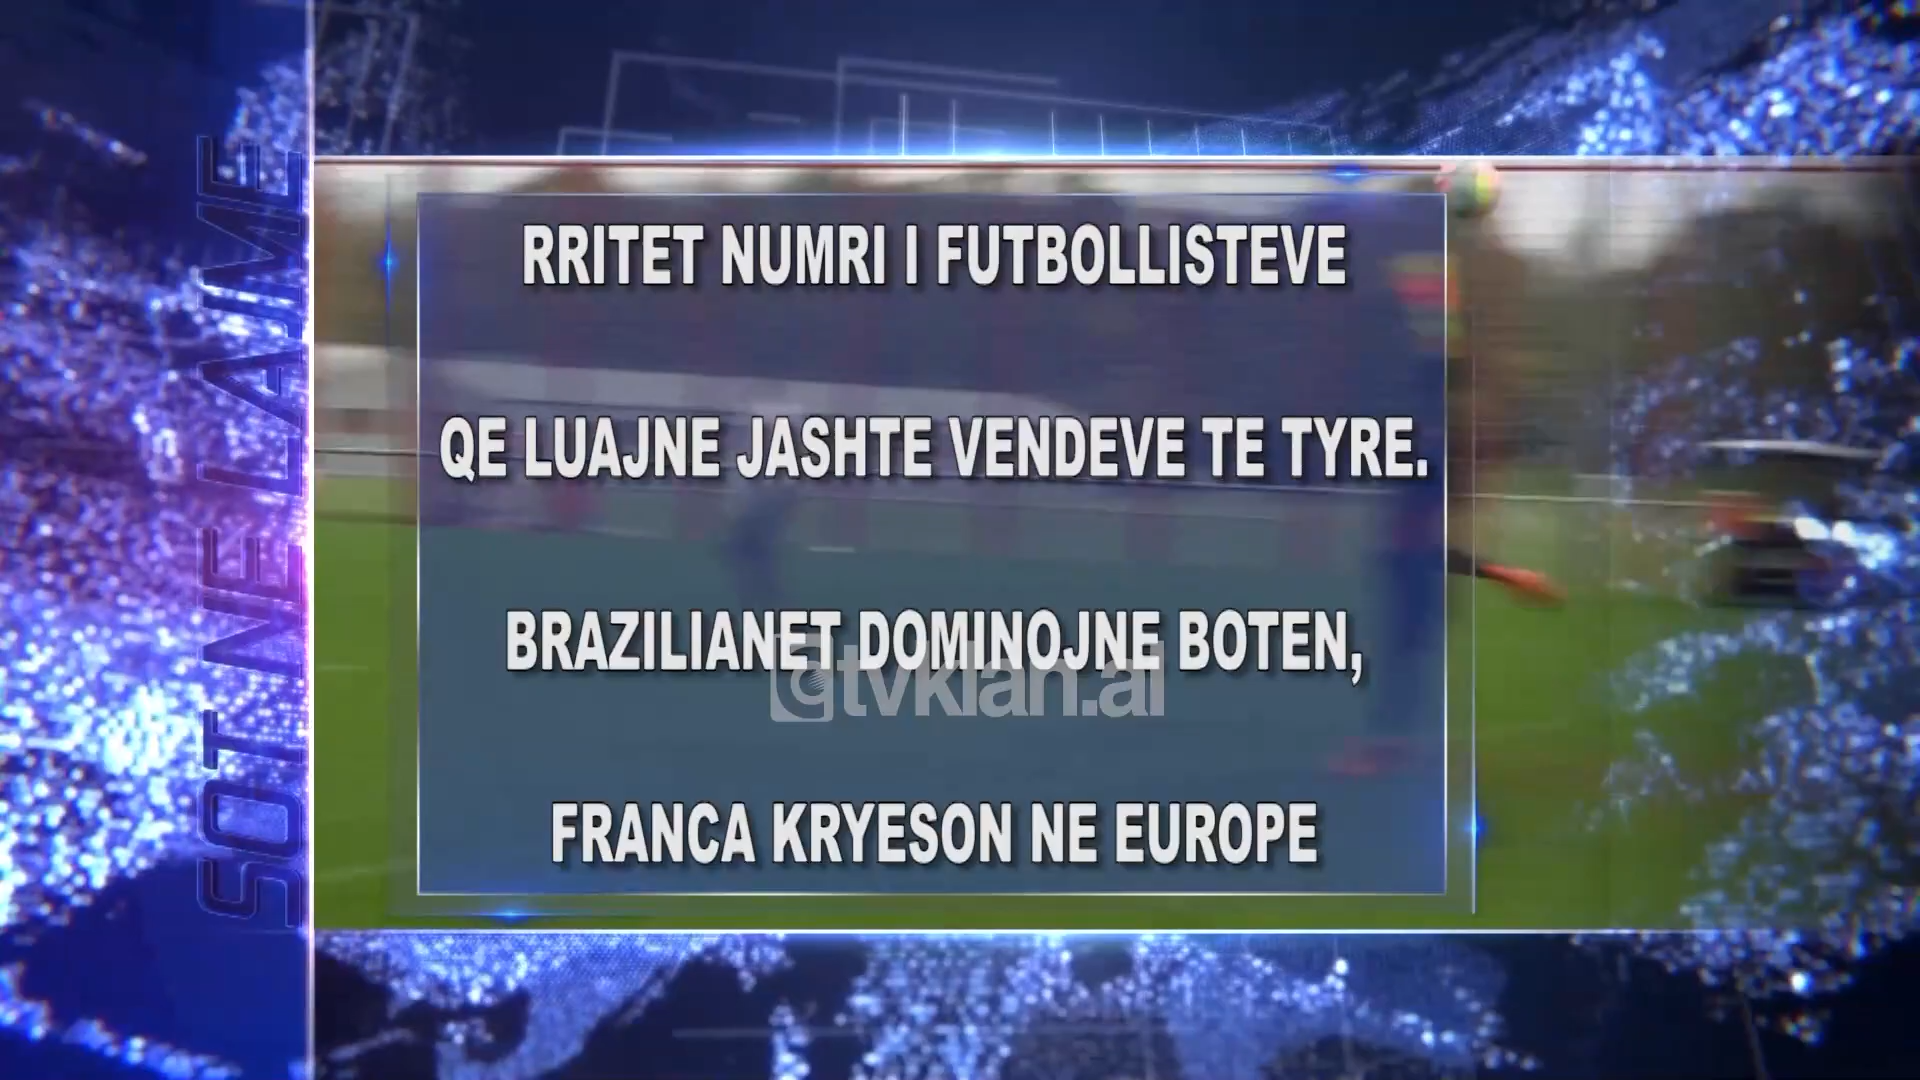 SOT NE LAJME
RRITET NUMRI I FUTBOLLISTEVE
QE LUAJNE JASHTE VENDEVE TE TYRE.
BRAZILIANET DOMINOJNE BOTEN,
tvklan.al
FRANCA KRYESON NE EUROPE